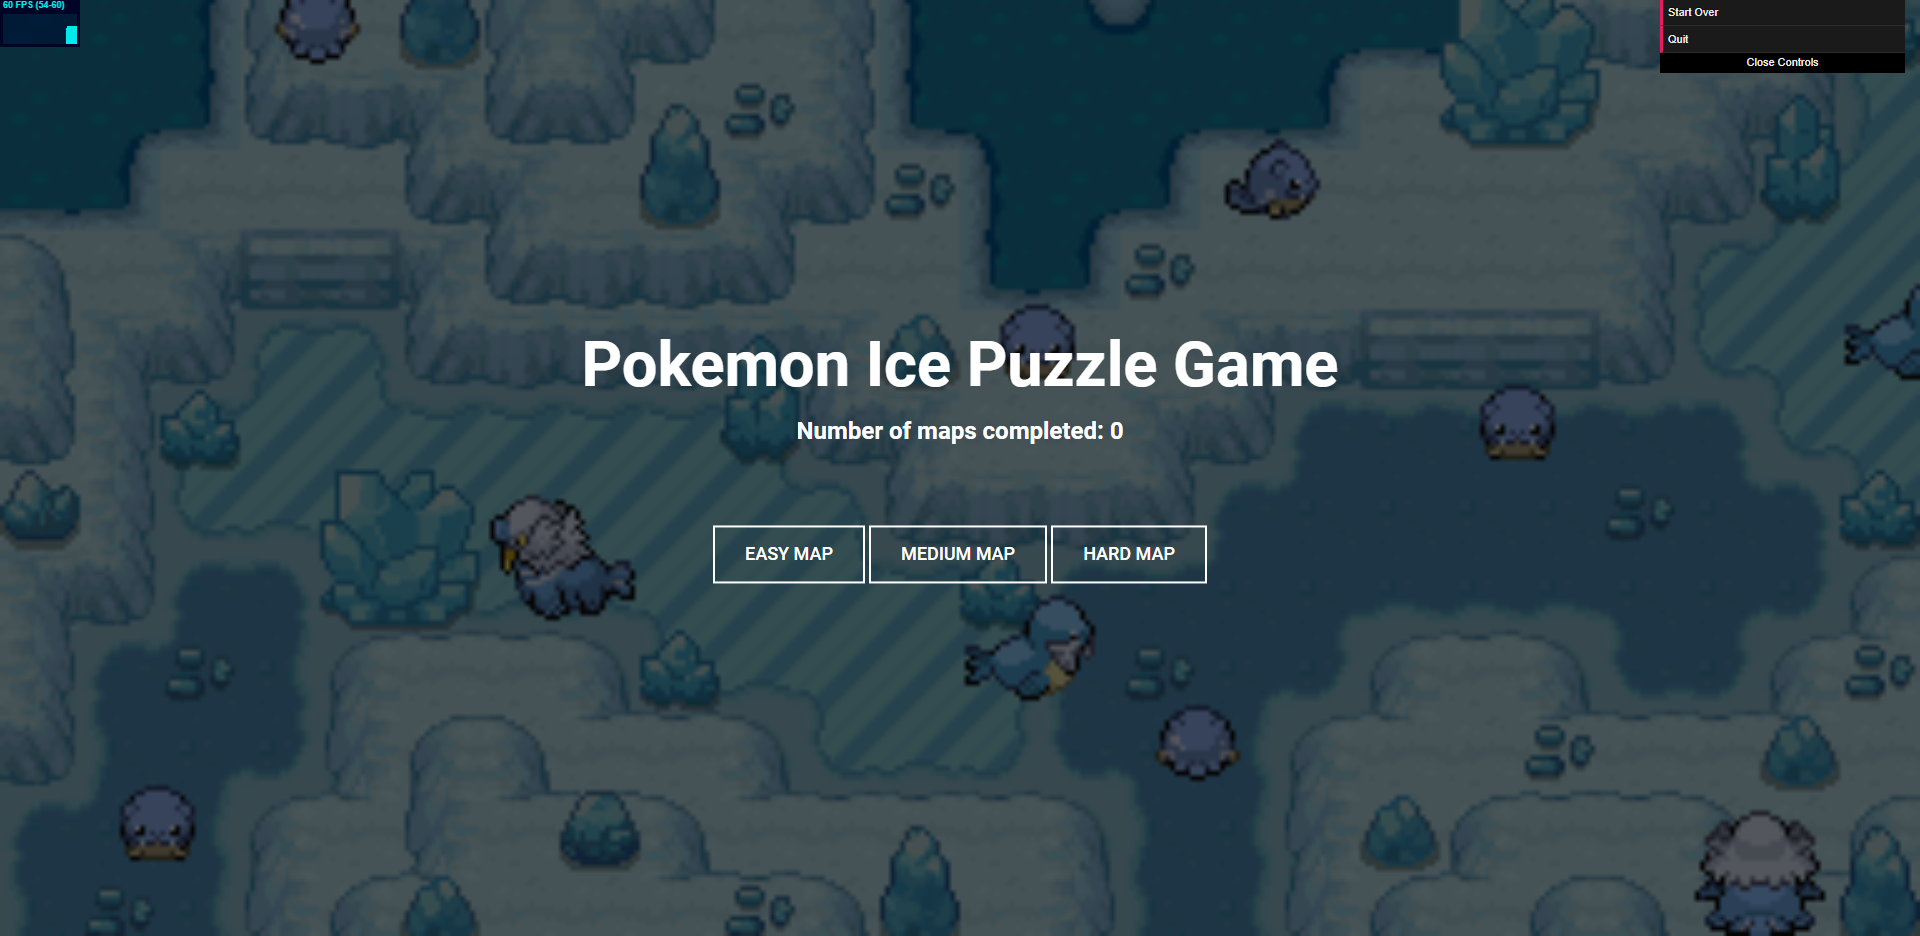 60 FPS (54-60)
Start Over
Quit
Close Controls
Pokemon Ice Puzzle Game
Number of maps completed: 0
EASY MAP
MEDIUM MAP
HARD MAP